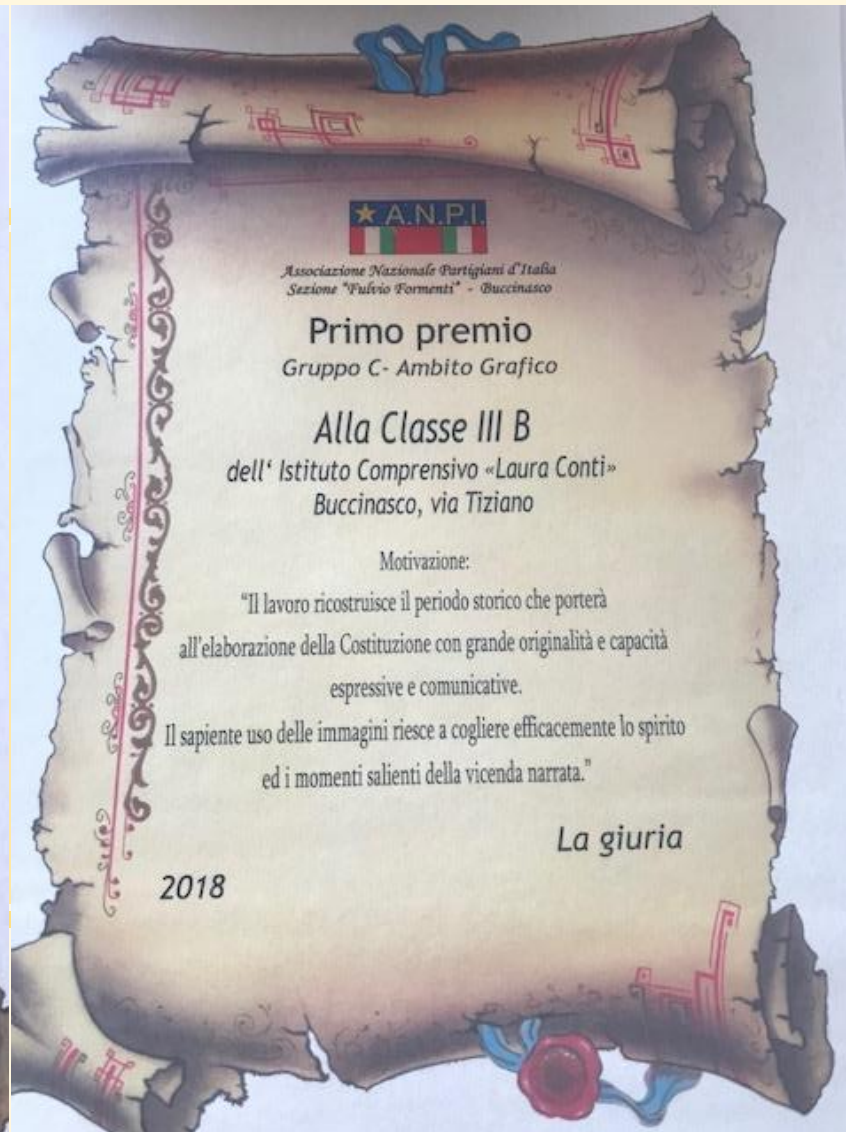 A.N.P.I.
Associazione Nazionale Partigiani d'Italia
Sezione "Fulvio Formenti" - Buccinasco
Primo premio
Gruppo C- Ambito Grafico
Alla Classe III B
dell‘ Istituto Comprensivo «Laura Conti»
Buccinasco, via Tiziano
Motivazione:
“Il lavoro ricostruisce il periodo storico che porterà
all’elaborazione della Costituzione con grande originalità e capacità
espressive e comunicative.
Il sapiente uso delle immagini riesce a cogliere efficacemente lo spirito
ed i momenti salienti della vicenda narrata.”
La giuria
2018